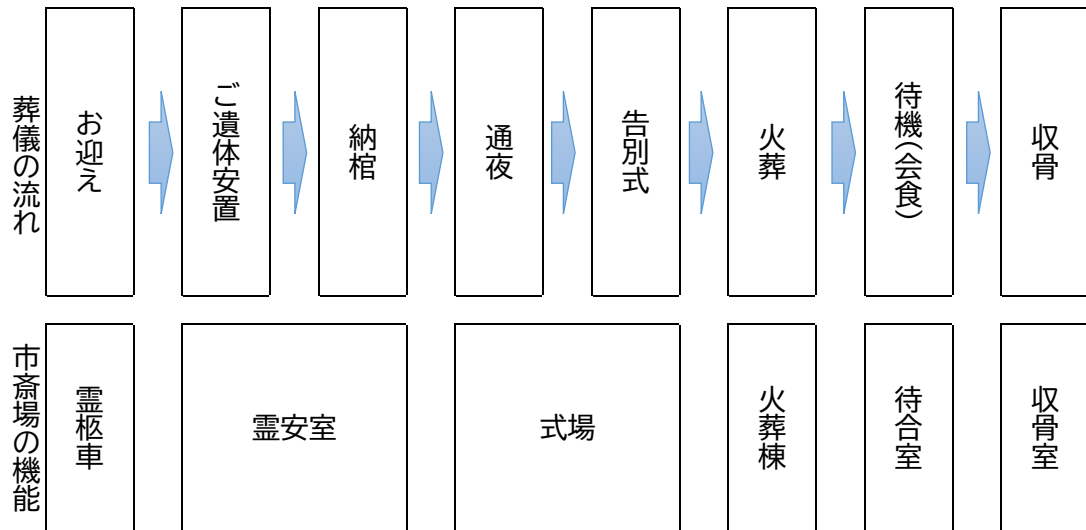 葬儀の流れ
お迎え
ご遺体安置
納棺
通夜
告別式
火葬
待機(会食)
収骨
市斎場の機能
霊柩車
霊安室
式場
火葬棟
待合室
収骨室